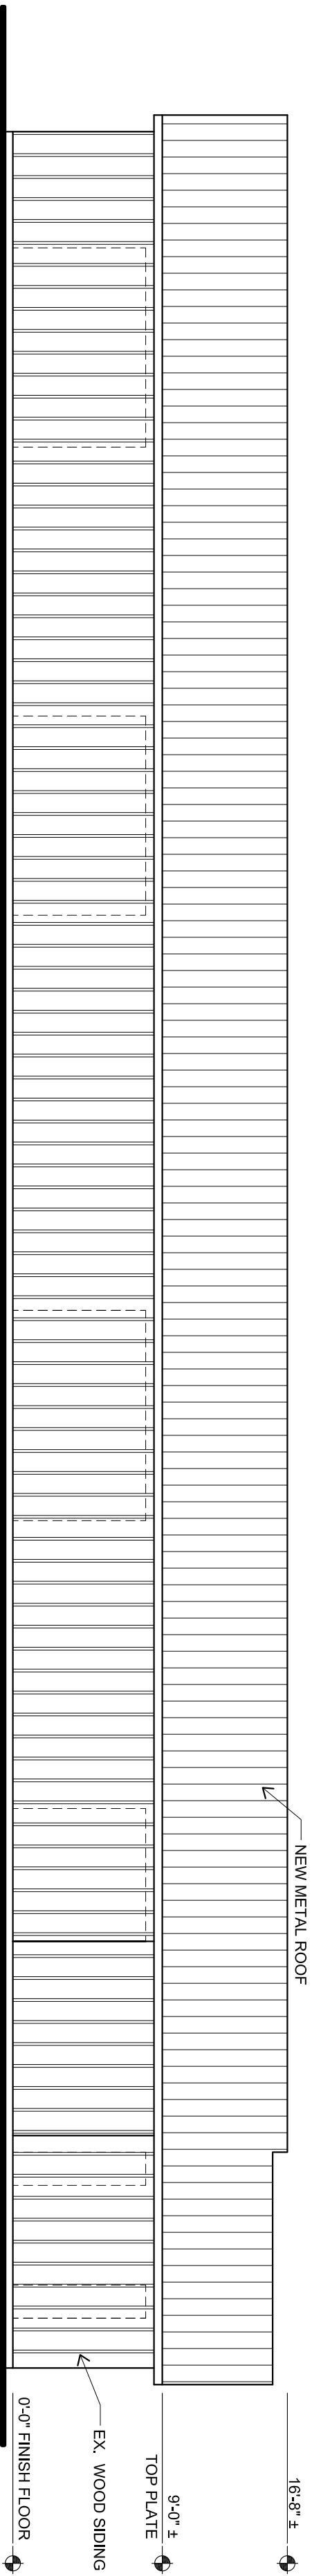 NEW METAL ROOF
16'-8" ±
9'-0" ±
TOP PLATE
EX. WOOD SIDING
0'-0" FINISH FLOOR